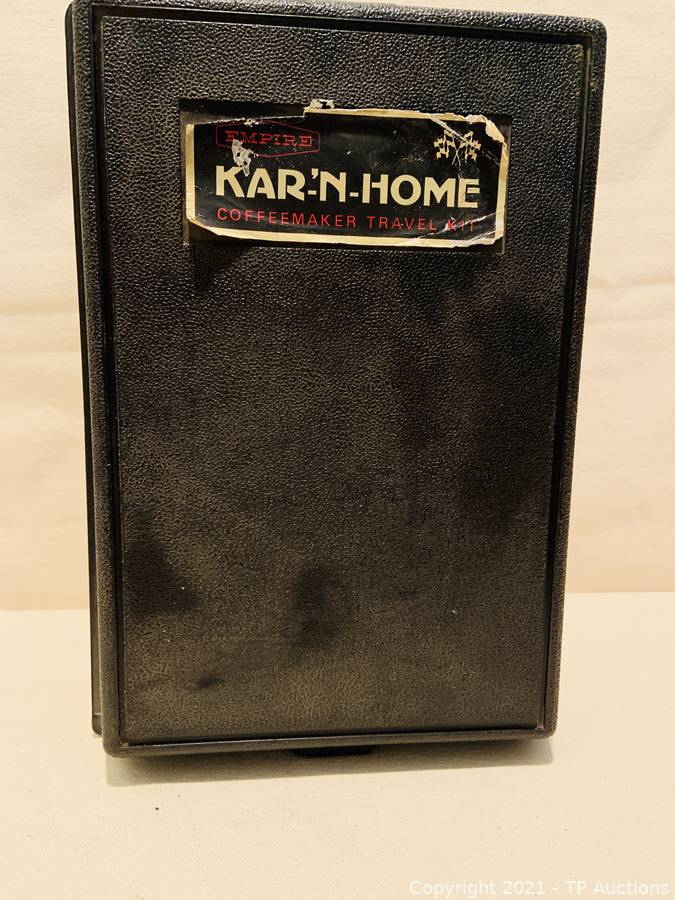 EMPIRE
KAR-'N-HOME
COFFEEMAKER TRAVEL KIT
Copyright 2021 - TP Auctions